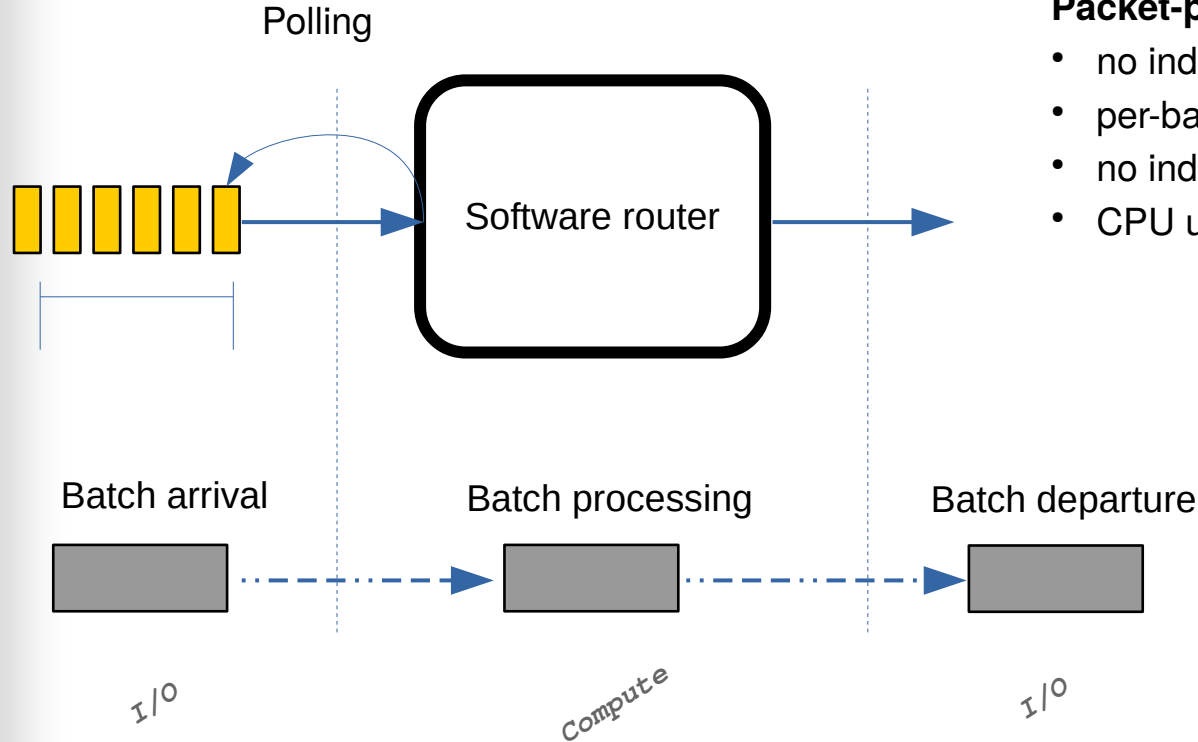 Polling
Packet-p
• no ind
• per-ba
• no ind
• CPU u
Software router
Batch arrival
Batch processing
Batch departure
I/O
Compute
I/O